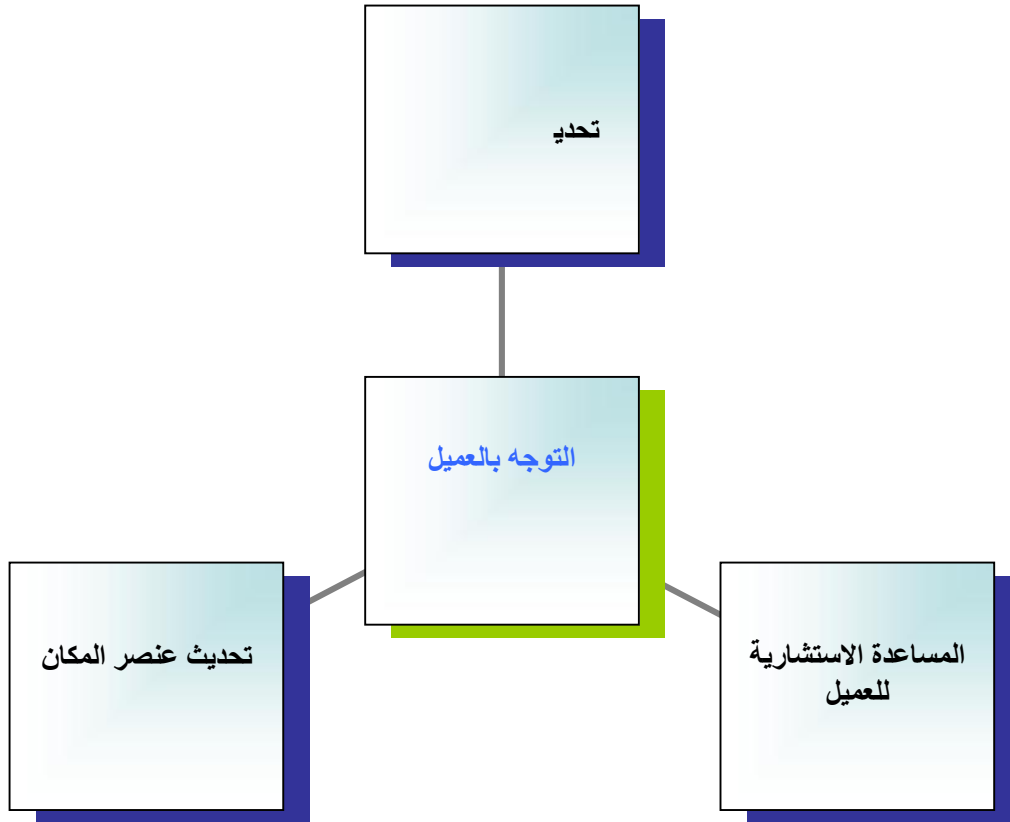 تحدي
التوجه بالعميل
المساعدة الاستشارية
للعميل
تحديث عنصر المكان